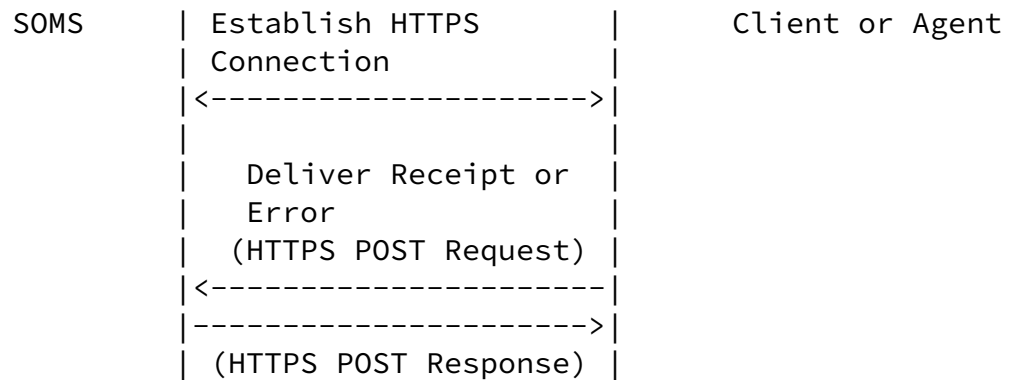 SOMS | Establish HTTPS | Client or Agent
| Connection |
|<--------------------->|
| |
| Deliver Receipt or |
| Error |
| (HTTPS POST Request) |
|<----------------------|
|---------------------->|
| (HTTPS POST Response) |